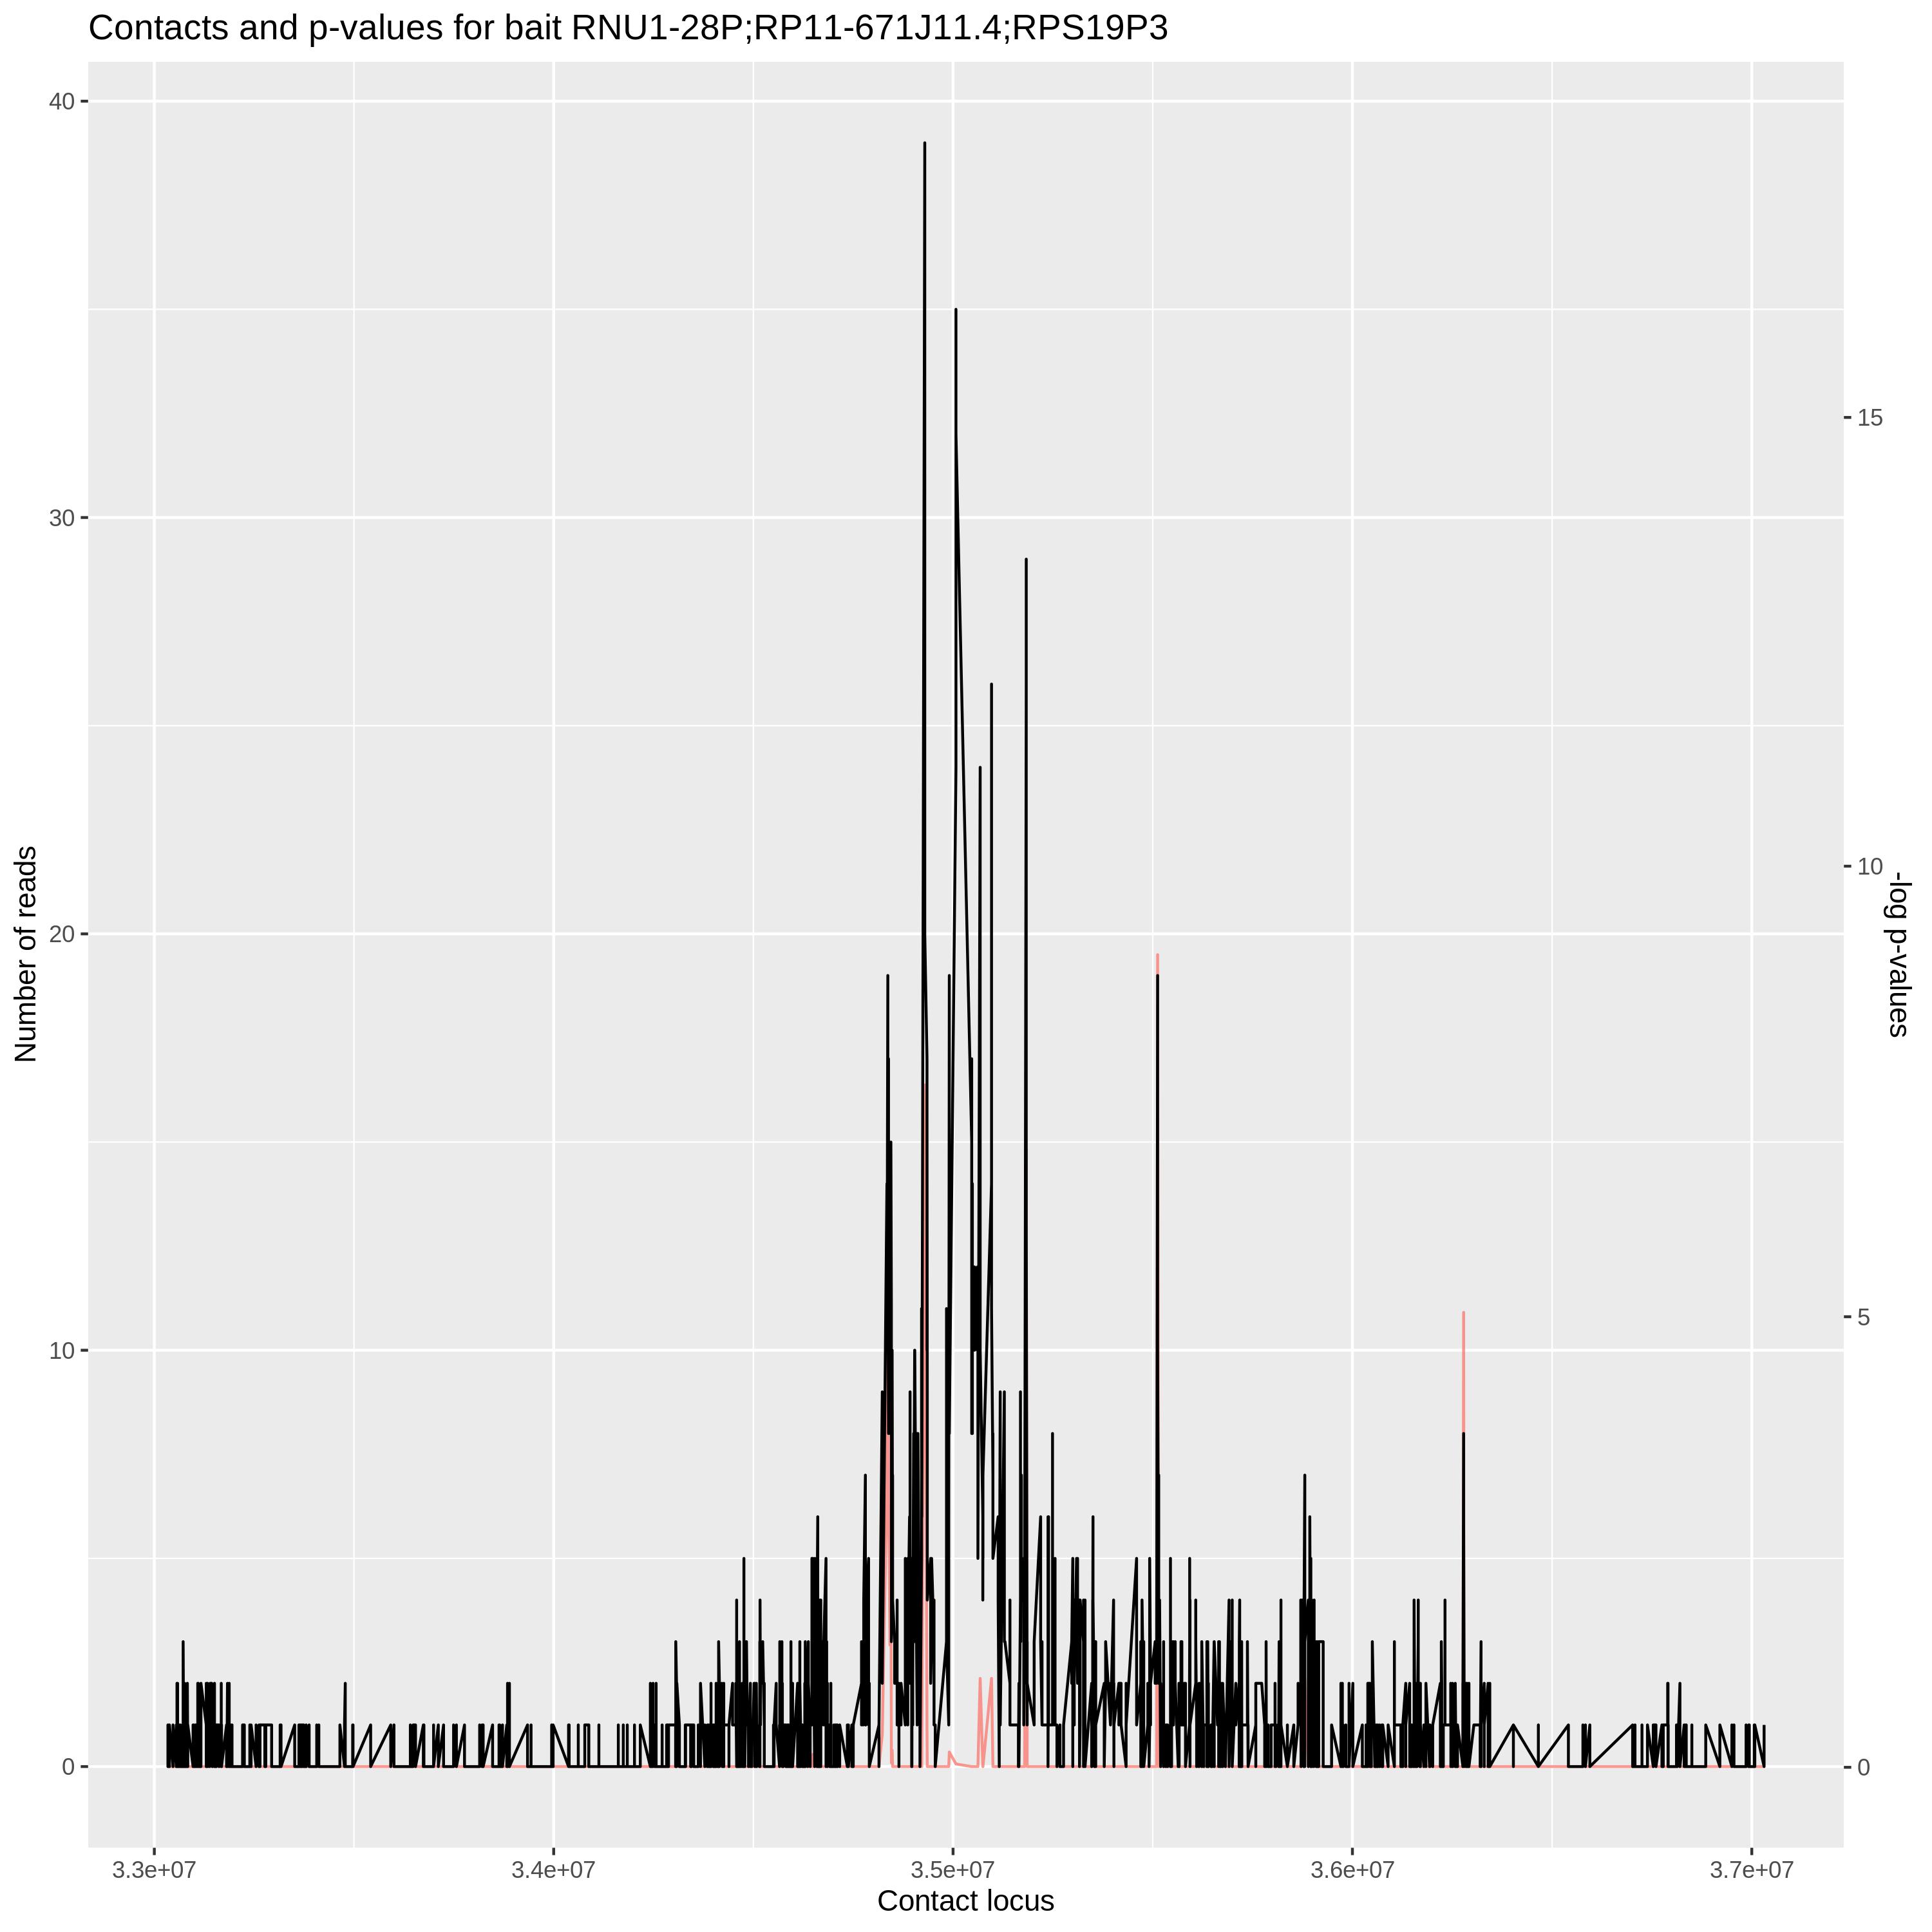 Contacts and p-values for bait RNU1-28P;RP11-671J11.4;RPS19P3
40
30
20
10
0
Number of reads
15
10
5
0
-log p-values
3.3e+07 3.4e+07 3.5e+07 3.6e+07 3.7e+07
Contact locus